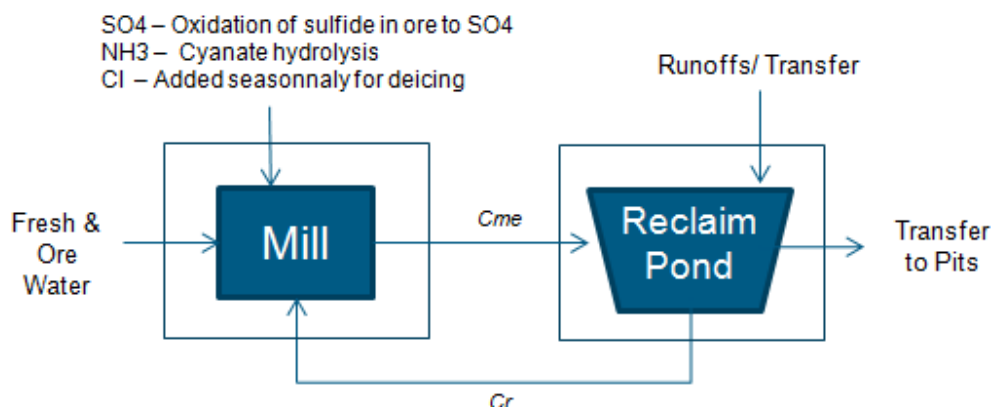 SO4 – Oxidation of sulfide in ore to SO4
NH3 – Cyanate hydrolysis
Cl – Added seasonnaly for deicing
Runoffs/ Transfer
Fresh &
Ore
Water
Mill
Cme
Reclaim
Pond
Transfer
to Pits
Cr